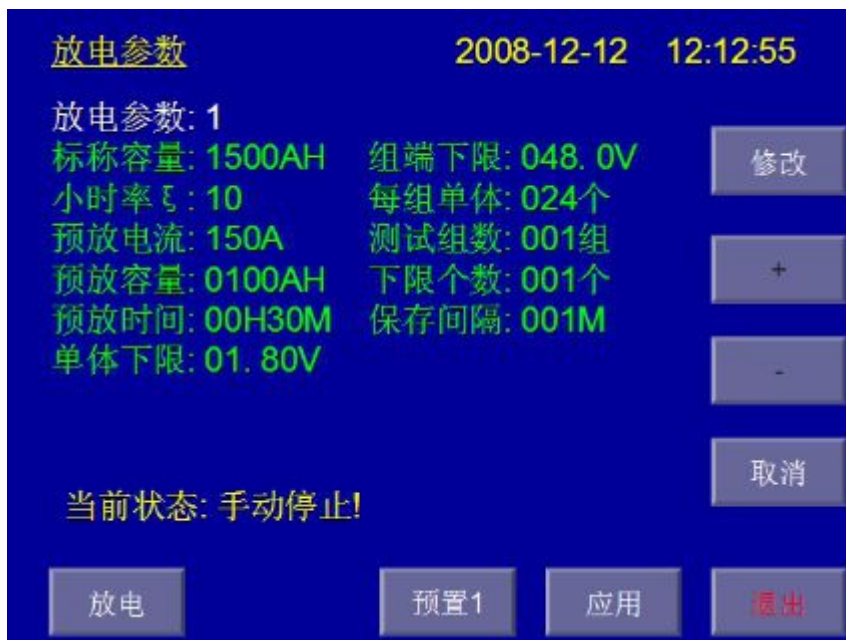 放电参数 2008-12-12 12:12:55
放电参数: 1
标称容量: 1500AH 组端下限: 048. 0V
小时率ξ: 10 每组单体: 024个
预放电流: 150A 测试组数: 001组
预放容量: 0100AH 下限个数: 001个
预放时间: 00H30M 保存间隔: 001M
单体下限: 01. 80V
修改
+
-
取消
当前状态: 手动停止!
放电 预置1 应用 退出